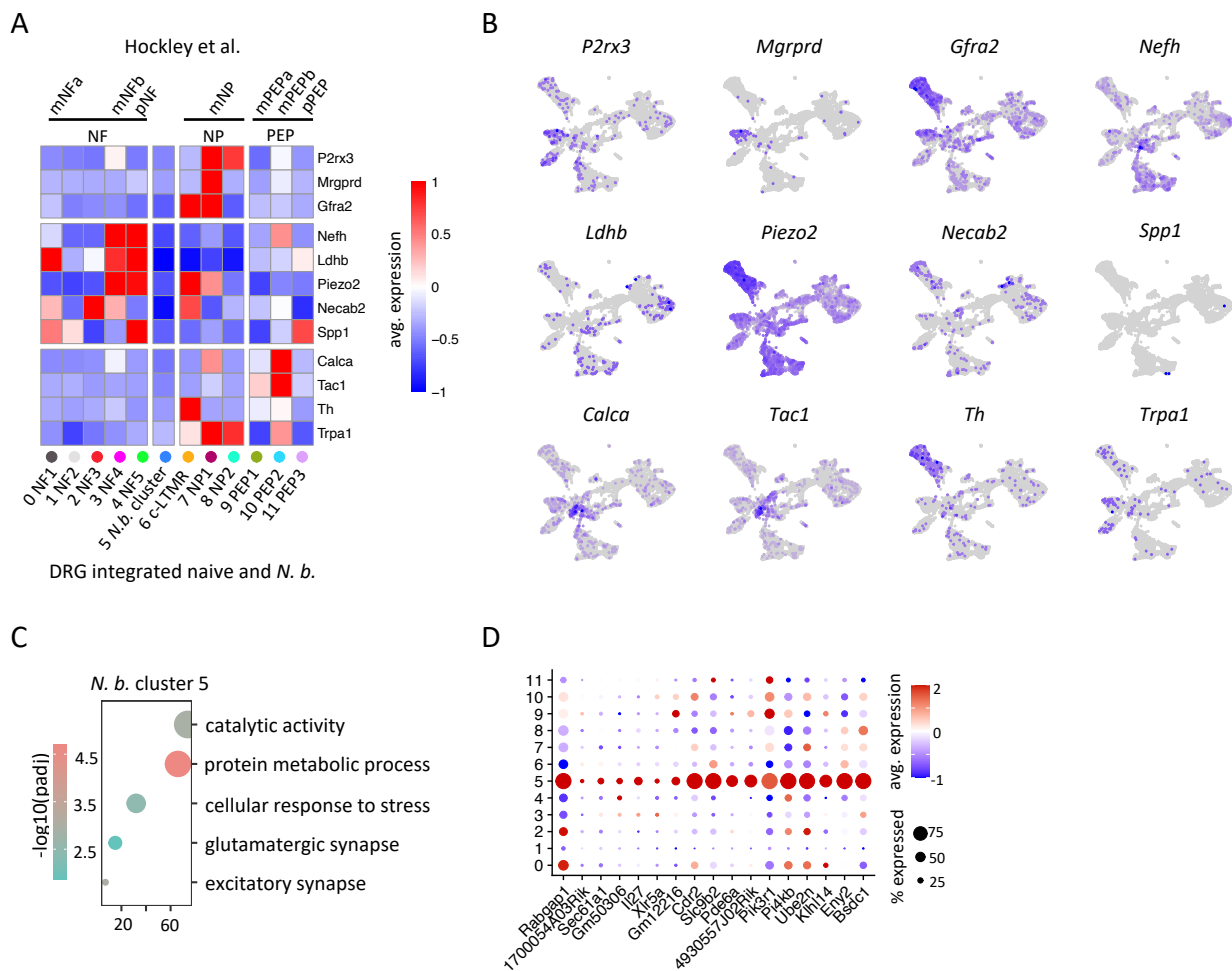 A
Hockley et al.
mNFa
mNFb
pNF
mNP
mPEPa
mPEPb
pPEP
NF
NP
PEP
P2rx3
Mrgprd
Gfra2
Nefh
Ldhb
Piezo2
Necab2
Spp1
Calca
Tac1
Th
Trpa1
1
0.5
0
−0.5
−1
avg. expression
0 NF1
1 NF2
2 NF3
3 NF4
4 NF5
5 N.b. cluster
6 c-LTMR
7 NP1
8 NP2
9 PEP1
10 PEP2
11 PEP3
DRG integrated naive and N. b.
B
P2rx3
Mgrprd
Gfra2
Nefh
Ldhb
Piezo2
Necab2
Spp1
Calca
Tac1
Th
Trpa1
C
N. b. cluster 5
catalytic activity
protein metabolic process
cellular response to stress
glutamatergic synapse
excitatory synapse
20
60
-log10(padj)
4.5
3.5
2.5
D
11
10
9
8
7
6
5
4
3
2
1
0
Rabgap1
1700054A03Rik
Sec61a1
Gm50306
Il27
Xlr5a
Gm12216
Cdr2
Slc9b2
Pde6a
4930557J02Rik
Pik3r1
Pi4kb
Ube2n
Klhl14
Eny2
Bsdc1
2
1
0
-1
avg. expression
75
50
25
% expressed